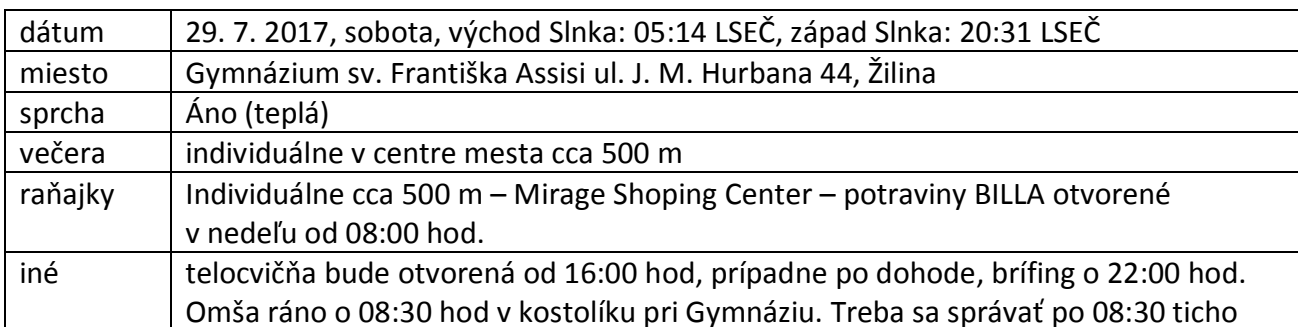 dátum 29. 7. 2017, sobota, východ Slnka: 05:14 LSEČ, západ Slnka: 20:31 LSEČ
miesto Gymnázium sv. Františka Assisi ul. J. M. Hurbana 44, Žilina
sprcha Áno (teplá)
večera individuálne v centre mesta cca 500 m
raňajky Individuálne cca 500 m – Mirage Shoping Center – potraviny BILLA otvorené
v nedeľu od 08:00 hod.
iné telocvičňa bude otvorená od 16:00 hod, prípadne po dohode, brífing o 22:00 hod.
Omša ráno o 08:30 hod v kostolíku pri Gymnáziu. Treba sa správať po 08:30 ticho